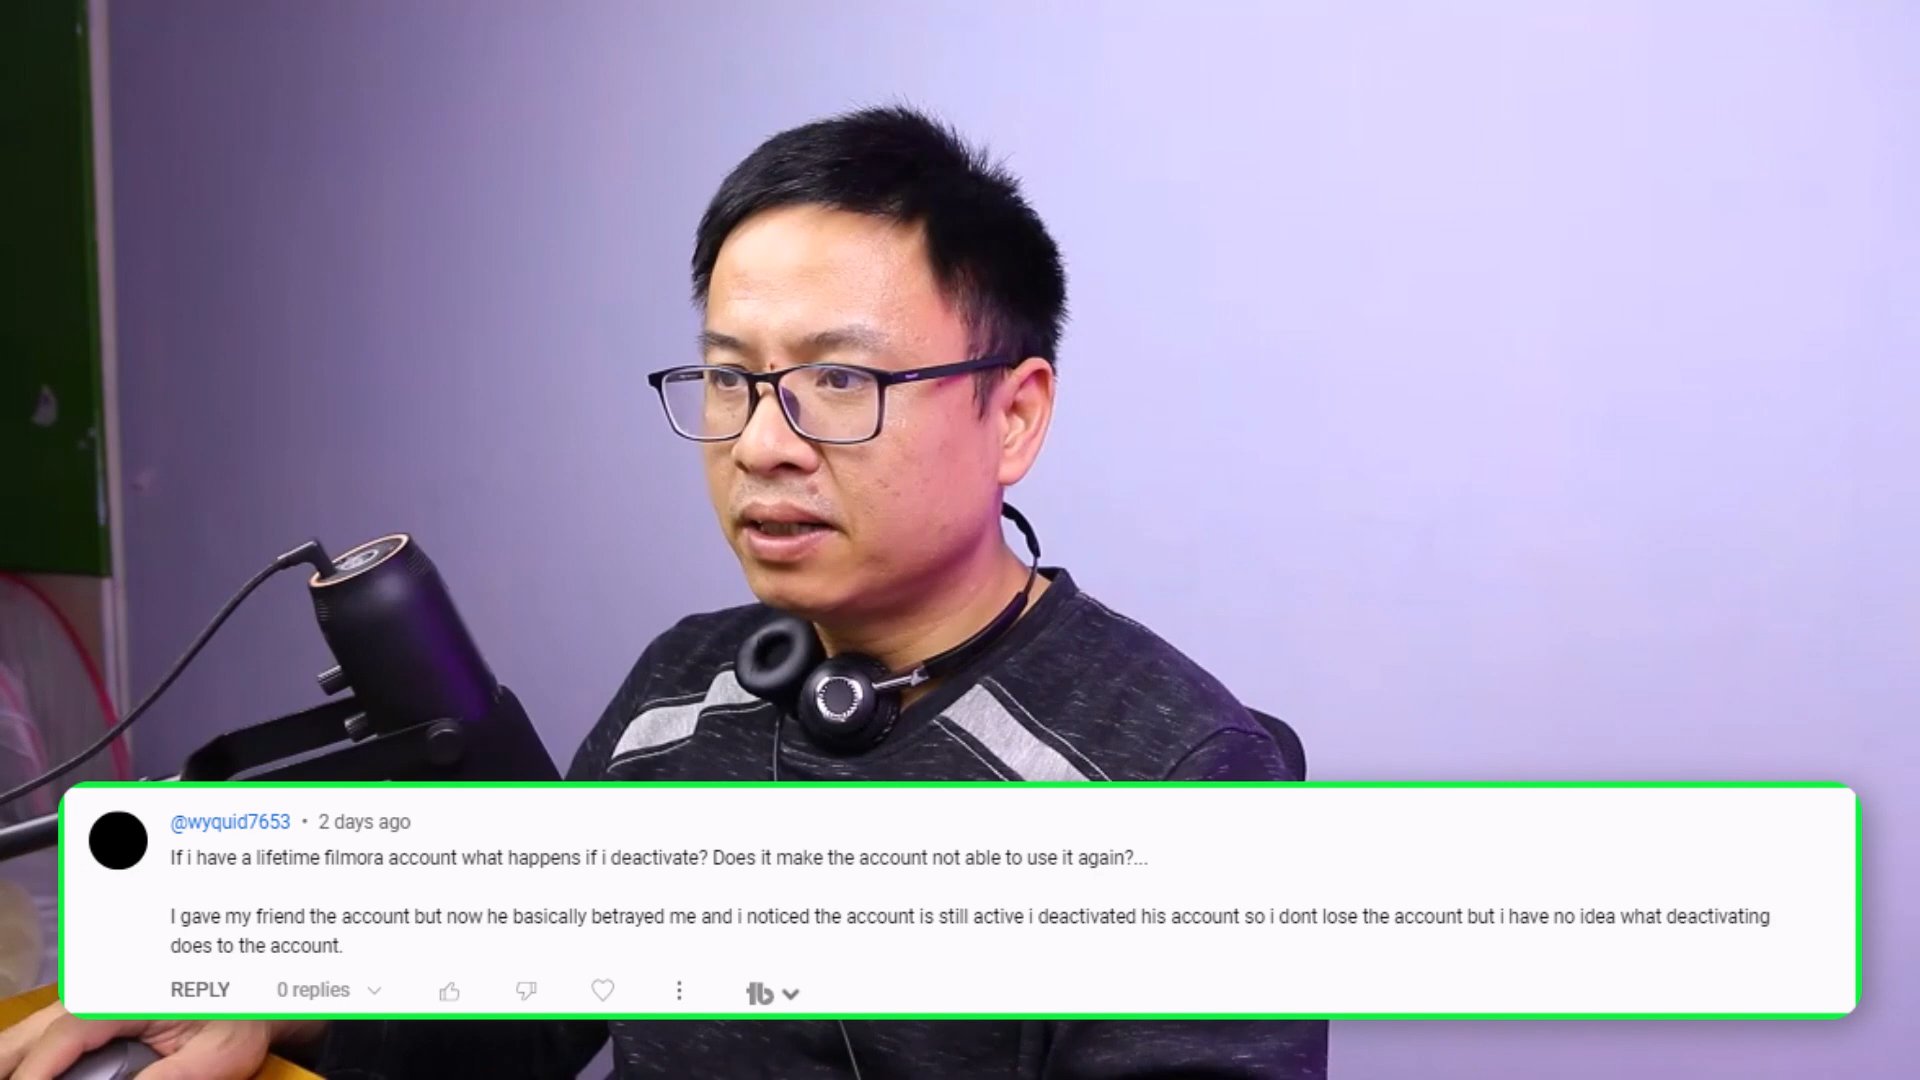 @wyquid7653 • 2 days ago
If i have a lifetime filmora account what happens if i deactivate? Does it make the account not able to use it again?...
I gave my friend the account but now he basically betrayed me and i noticed the account is still active i deactivated his account so i dont lose the account but i have no idea what deactivating
does to the account.
REPLY 0 replies
tb